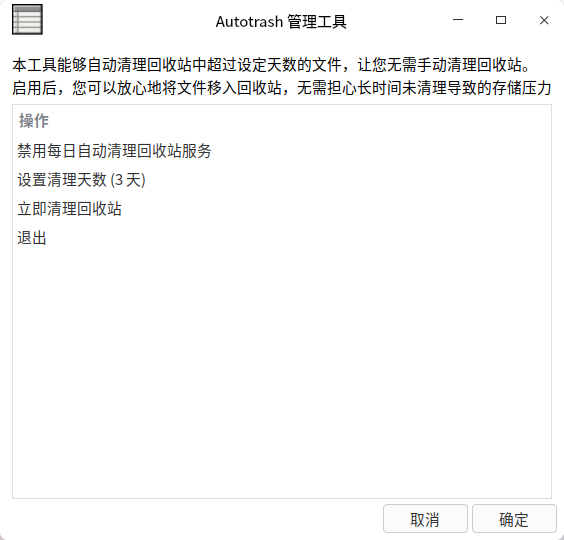 Autotrash 管理工具
本工具能够自动清理回收站中超过设定天数的文件，让您无需手动清理回收站。
启用后，您可以放心地将文件移入回收站，无需担心长时间未清理导致的存储压力
操作
禁用每日自动清理回收站服务
设置清理天数 (3 天)
立即清理回收站
退出
取消 确定